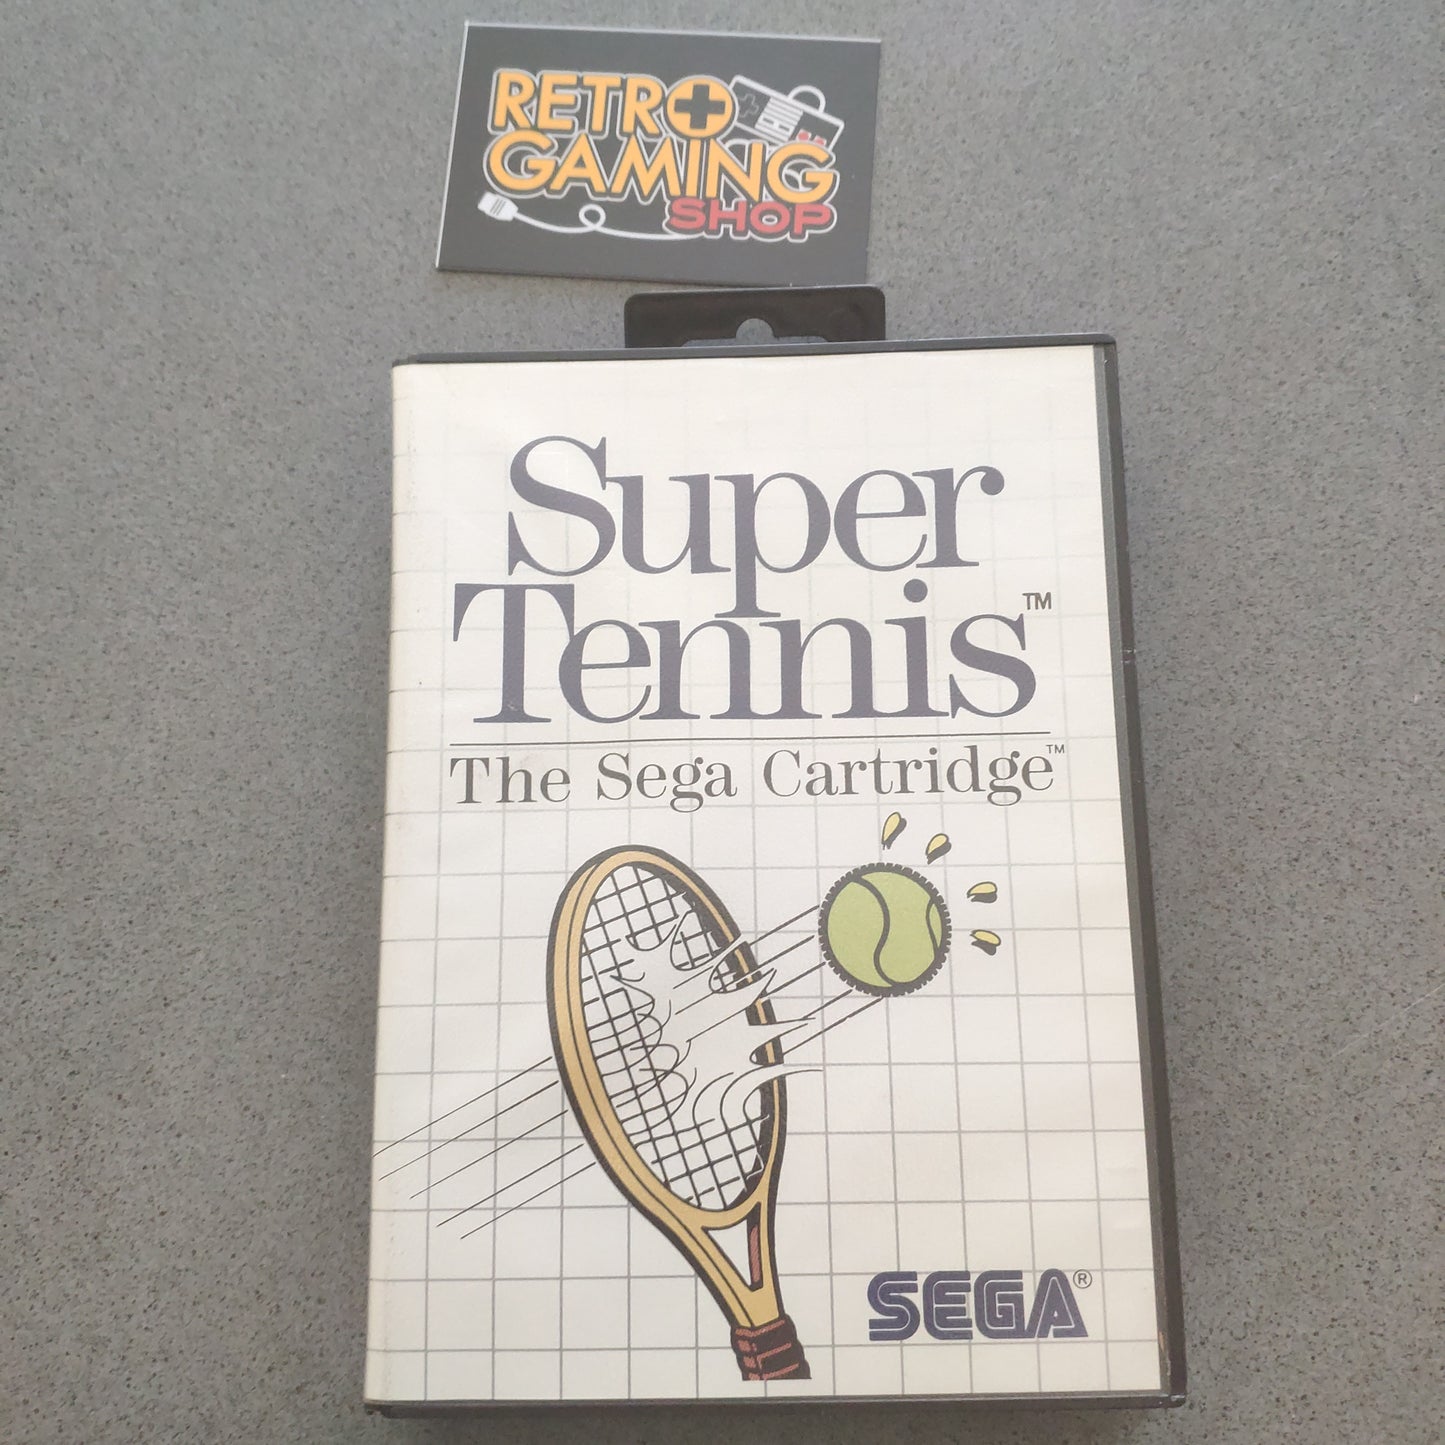 RETRO
GAMING
SHOP
Super
Tennis™
The Sega Cartridge™
SEGA®